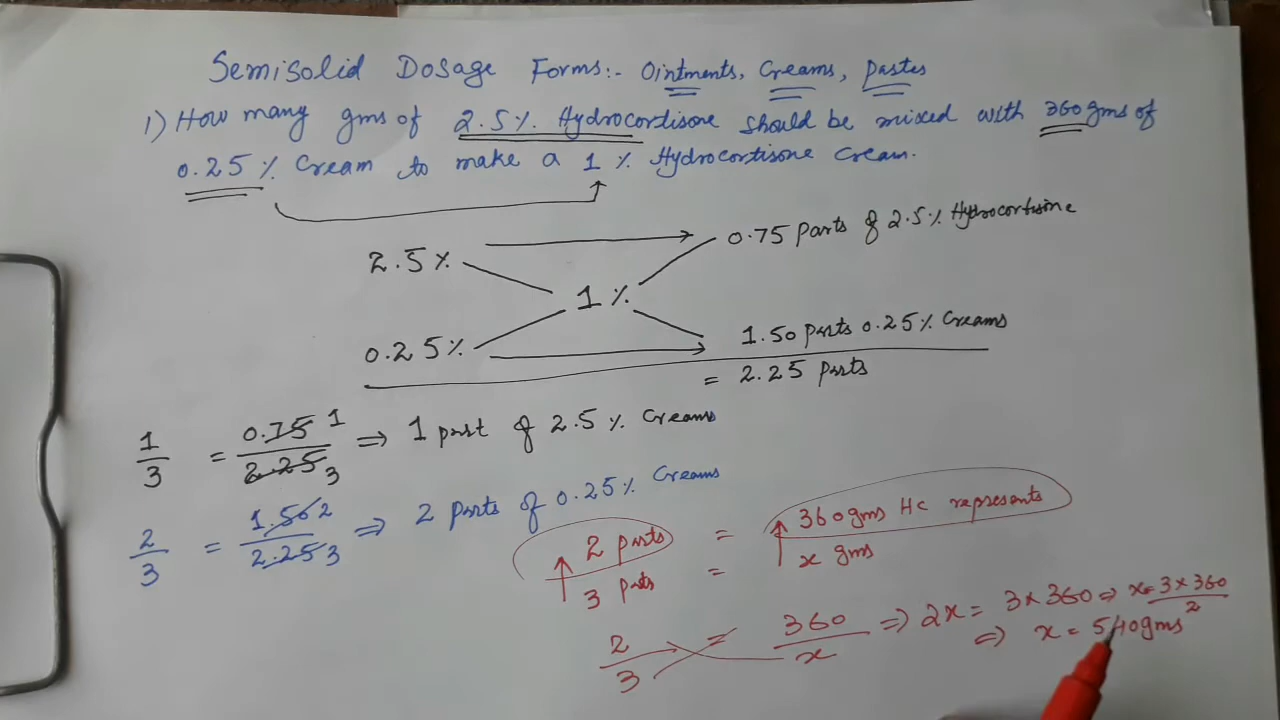 Semisolid Dosage Forms:- Ointments, Creams, Pastes
1) How many gms of 2.5% Hydrocortisone should be mixed with 360 gms of
0.25% Cream to make a 1% Hydrocortisone Cream.
2.5% 0.75 parts of 2.5% Hydrocortisone
1%
0.25% 1.50 parts 0.25% Creams
= 2.25 parts
1/3 = 0.75/2.25 1/3 ⇒ 1 part of 2.5% Creams
2/3 = 1.50/2.25 2/3 ⇒ 2 parts of 0.25% Creams
2 parts = 360gms HC represents
3 parts = x gms
2/3 = 360/x ⇒ 2x = 3×360 ⇒ x = 3×360/2
⇒ x = 540gms